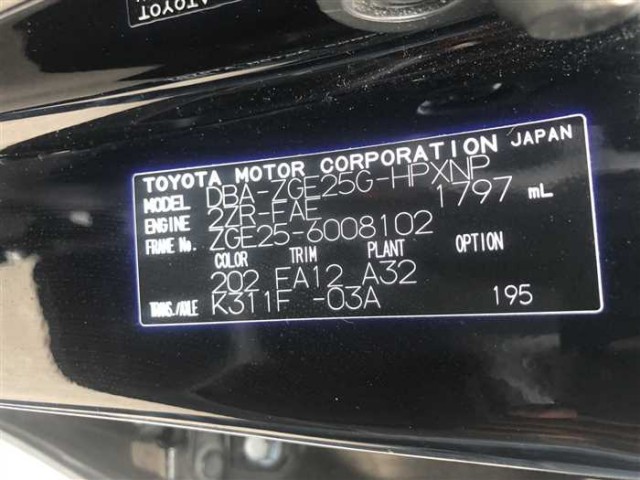 TOYOTA MOTOR CORPORATION JAPAN
MODEL DBA-ZGE25G-HPXNP
ENGINE 2ZR-FAE 1797 mL
FRAME No. ZGE25-6008102
COLOR TRIM PLANT OPTION
202 FA12 A32
TRANS./AXLE K311F -03A 195